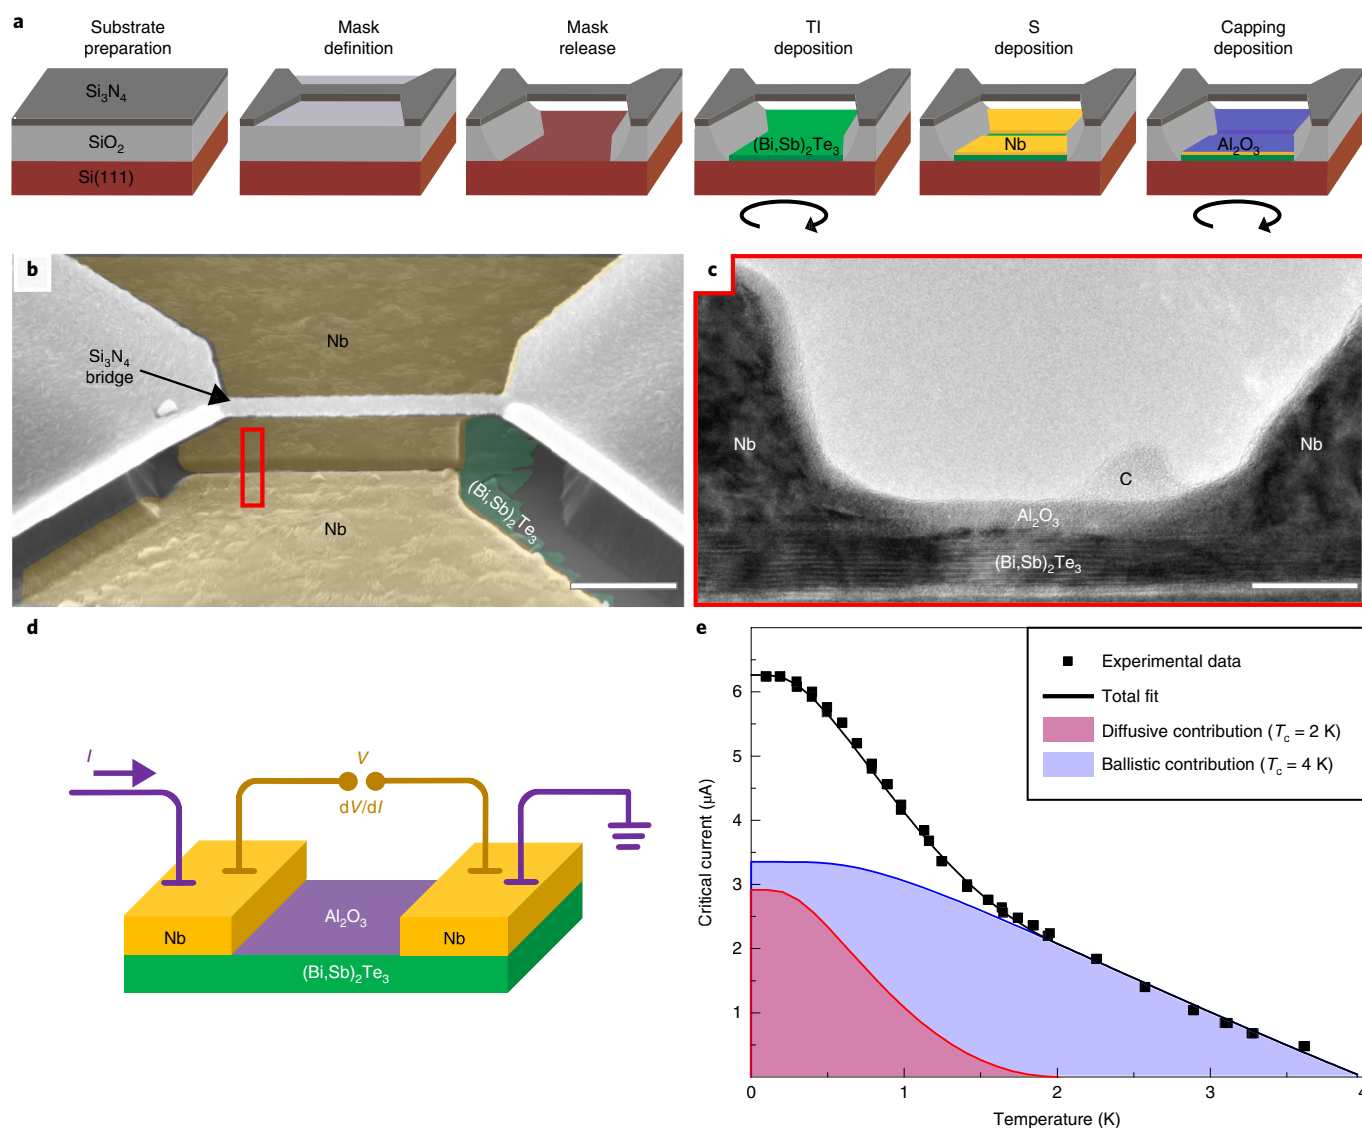 a
Substrate
preparation
Mask
definition
Mask
release
TI
deposition
S
deposition
Capping
deposition
Si₃N₄
SiO₂
Si(111)
(Bi,Sb)₂Te₃
Nb
Al₂O₃
b
Nb
Si₃N₄
bridge
Nb
(Bi,Sb)₂Te₃
c
Nb
Nb
C
Al₂O₃
(Bi,Sb)₂Te₃
d
I
V
dV/dI
Nb
Al₂O₃
Nb
(Bi,Sb)₂Te₃
e
Experimental data
Total fit
Diffusive contribution (Tc = 2 K)
Ballistic contribution (Tc = 4 K)
Critical current (μA)
6
5
4
3
2
1
0
1
2
3
4
Temperature (K)